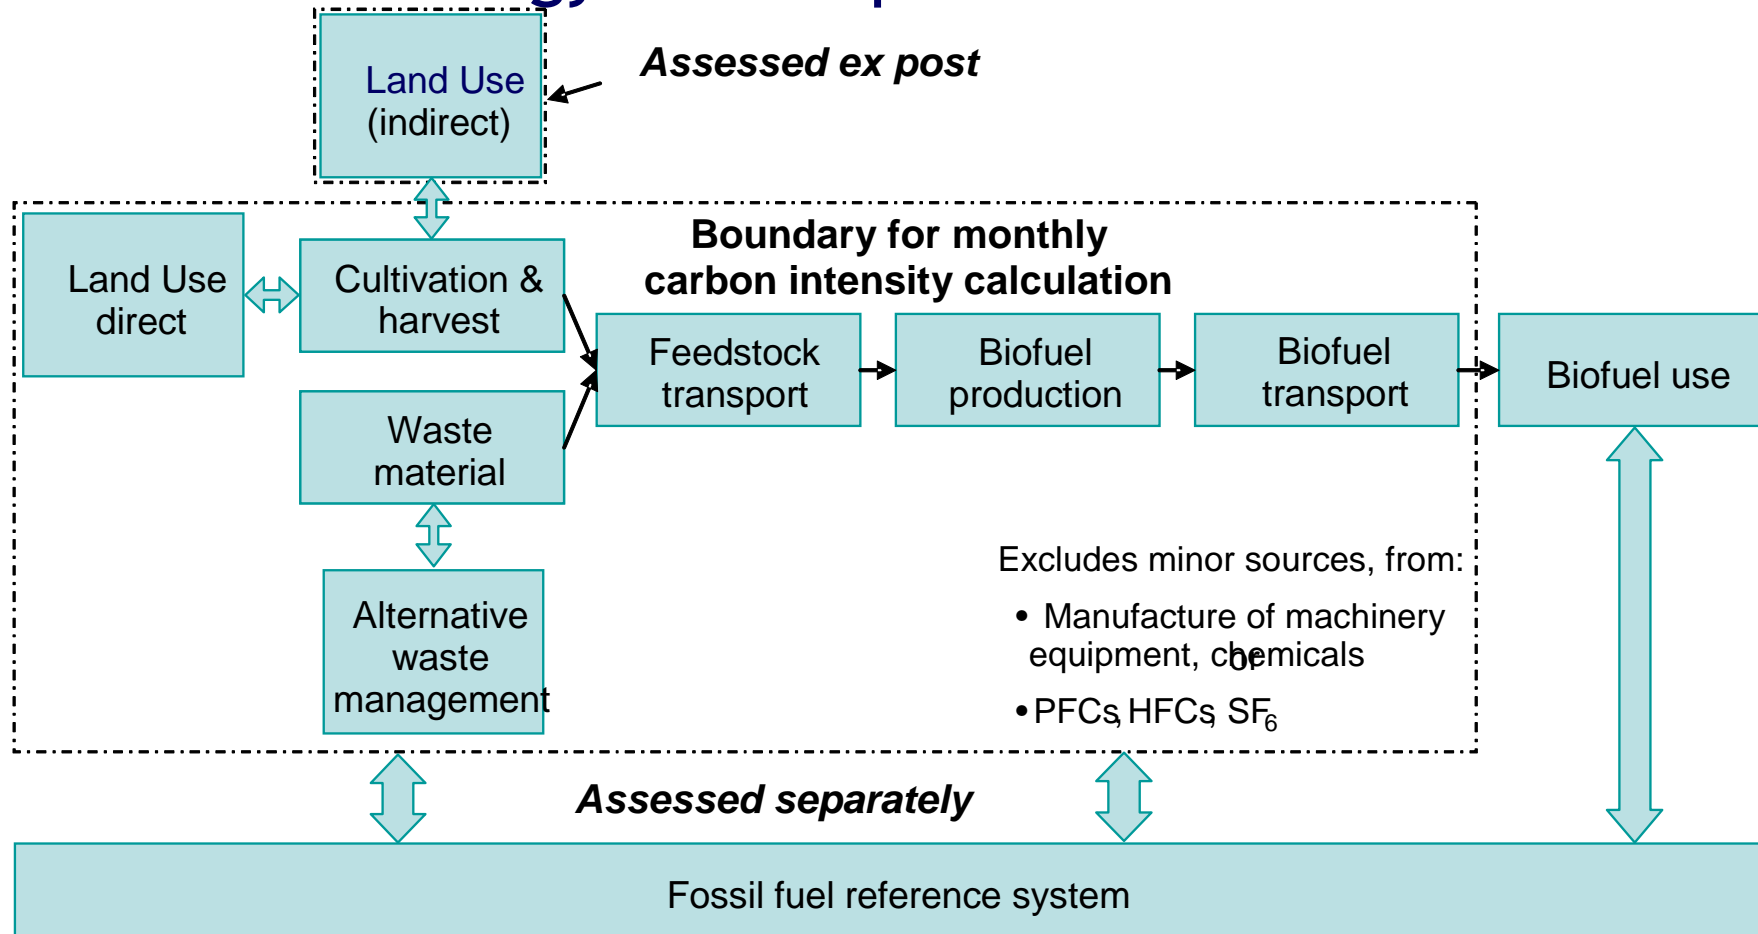 Land Use
(indirect)
Assessed ex post
Boundary for monthly
carbon intensity calculation
Land Use
direct
Cultivation &
harvest
Feedstock
transport
Biofuel
production
Biofuel
transport
Biofuel use
Waste
material
Alternative
waste
management
Excludes minor sources, from:
• Manufacture of machinery or
equipment, chemicals
• PFCs, HFCs, SF6
Assessed separately
Fossil fuel reference system